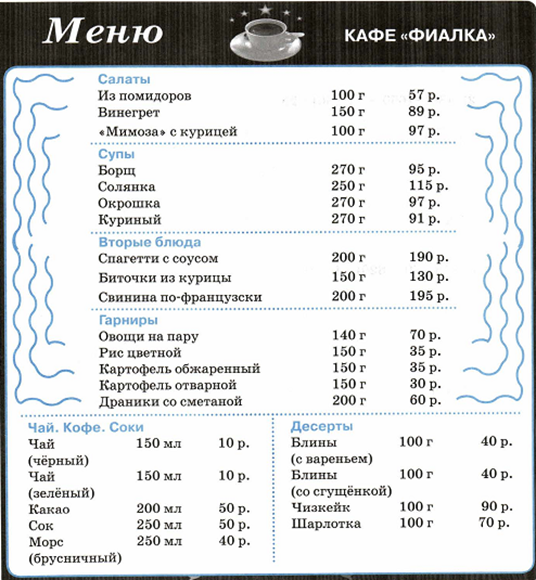 Меню
КАФЕ «ФИАЛКА»
Салаты
Из помидоров 100 г 57 р.
Винегрет 150 г 89 р.
«Мимоза» с курицей 100 г 97 р.
Супы
Борщ 270 г 95 р.
Солянка 250 г 115 р.
Окрошка 270 г 97 р.
Куриный 270 г 91 р.
Вторые блюда
Спагетти с соусом 200 г 190 р.
Биточки из курицы 150 г 130 р.
Свинина по-французски 200 г 195 р.
Гарниры
Овощи на пару 140 г 70 р.
Рис цветной 150 г 35 р.
Картофель обжаренный 150 г 35 р.
Картофель отварной 150 г 30 р.
Драники со сметаной 200 г 60 р.
Чай. Кофе. Соки
Чай 150 мл 10 р.
(чёрный)
Чай 150 мл 10 р.
(зелёный)
Какао 200 мл 50 р.
Сок 250 мл 50 р.
Морс 250 мл 40 р.
(брусничный)
Десерты
Блины 100 г 40 р.
(с вареньем)
Блины 100 г 40 р.
(со сгущёнкой)
Чизкейк 100 г 90 р.
Шарлотка 100 г 70 р.